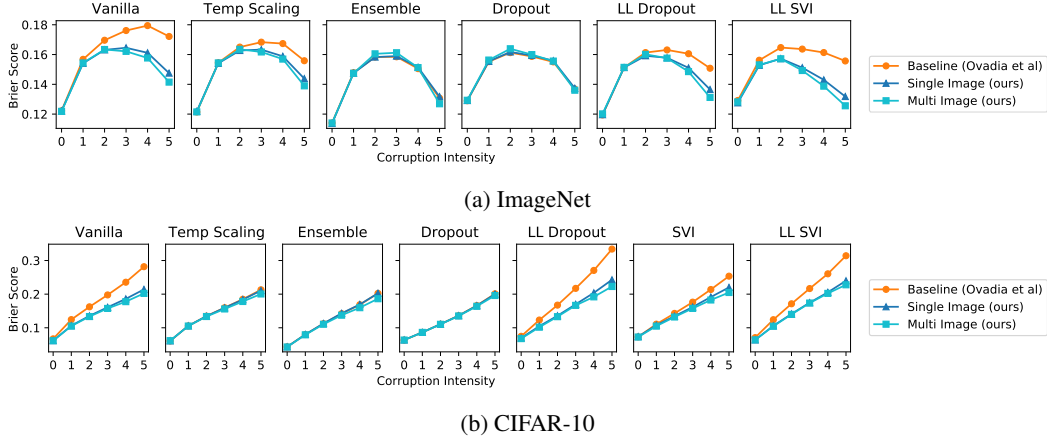 (a)
Vanilla Temp Scaling Ensemble Dropout LL Dropout LL SVI
0.18
0.16
0.14
0.12
Brier Score
0 1 2 3 4 5 0 1 2 3 4 5 0 1 2 3 4 5 0 1 2 3 4 5 0 1 2 3 4 5 0 1 2 3 4 5
Corruption Intensity
Baseline (Ovadia et al)
Single Image (ours)
Multi Image (ours)
(a) ImageNet
(b)
Vanilla Temp Scaling Ensemble Dropout LL Dropout SVI LL SVI
0.3
0.2
0.1
Brier Score
0 1 2 3 4 5 0 1 2 3 4 5 0 1 2 3 4 5 0 1 2 3 4 5 0 1 2 3 4 5 0 1 2 3 4 5 0 1 2 3 4 5
Corruption Intensity
Baseline (Ovadia et al)
Single Image (ours)
Multi Image (ours)
(b) CIFAR-10